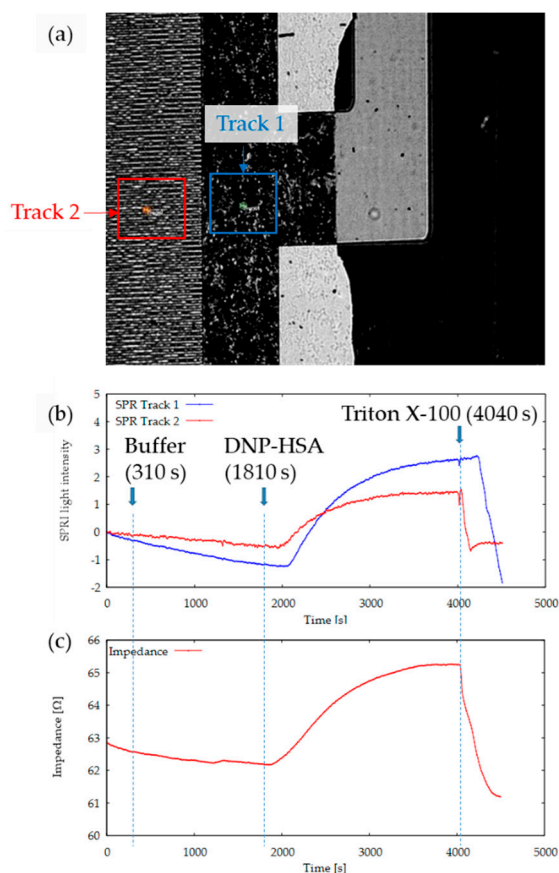 (a)
Track 1
Track 2
(b)
SPR Track 1
SPR Track 2
Buffer
(310 s)
DNP-HSA
(1810 s)
Triton X-100 (4040 s)
SPRI light intensity
5
4
3
2
1
0
-1
-2
0
1000
2000
3000
4000
5000
Time [s]
(c)
Impedance
Impedance [Ω]
66
65
64
63
62
61
60
0
1000
2000
3000
4000
5000
Time [s]